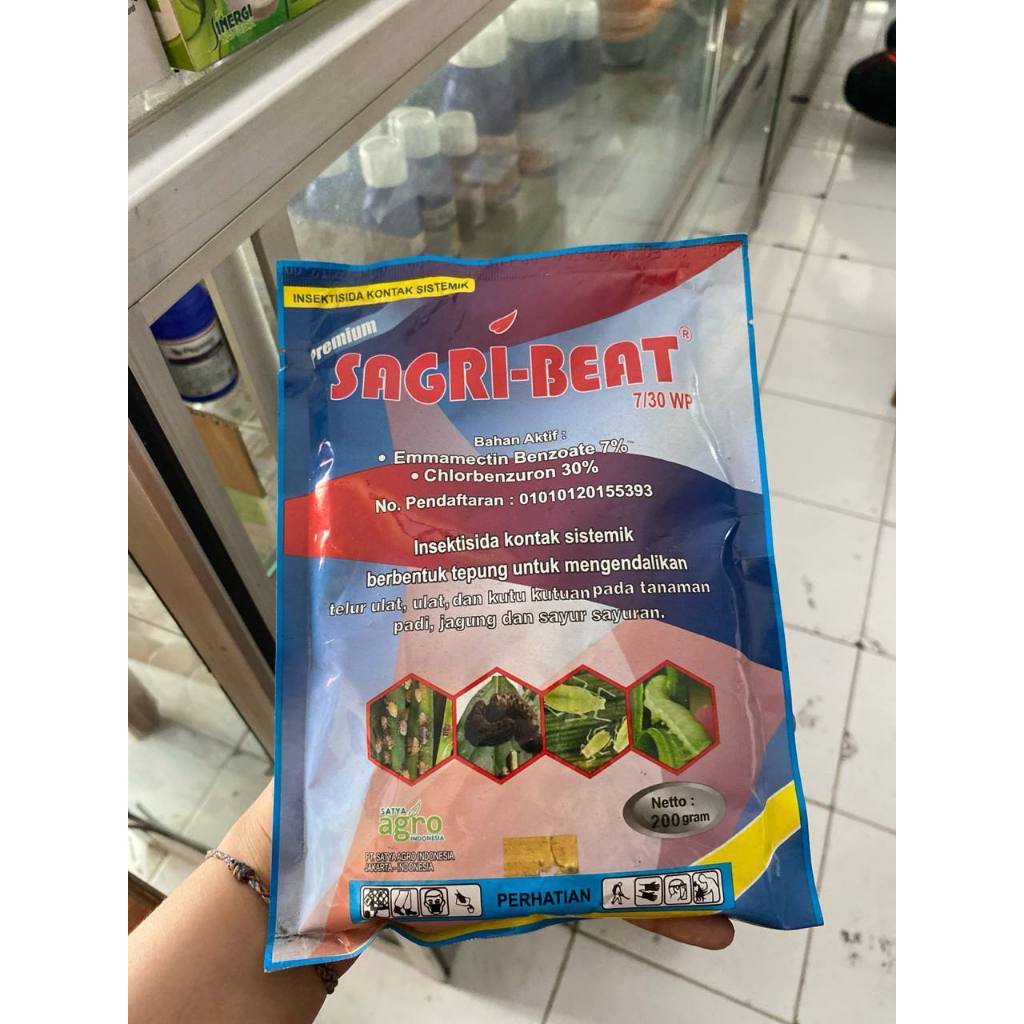 SINERGI
INSEKTISIDA KONTAK SISTEMIK
Premium
SAGRI-BEAT®
7/30 WP
Bahan Aktif :
• Emmamectin Benzoate 7%
• Chlorbenzuron 30%
No. Pendaftaran : 01010120155393
Insektisida kontak sistemik
berbentuk tepung untuk mengendalikan
telur ulat, ulat, dan kutu kutuan pada tanaman
padi, jagung dan sayur sayuran.
Netto :
200 gram
SATYA
agro
INDONESIA
PT. SATYA AGRO INDONESIA
JAKARTA - INDONESIA
PERHATIAN